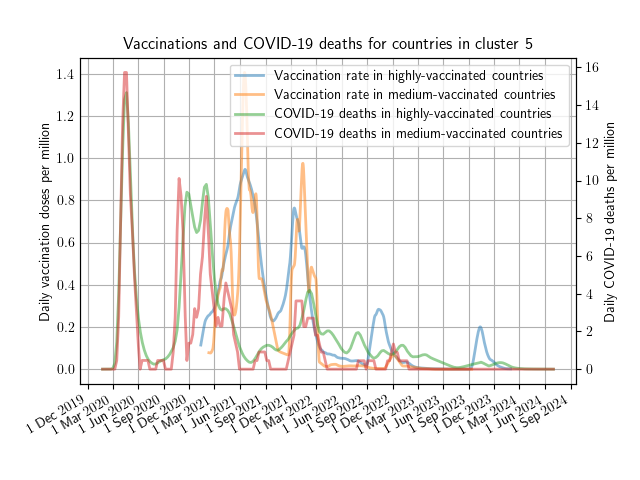 Vaccinations and COVID-19 deaths for countries in cluster 5
Vaccination rate in highly-vaccinated countries
Vaccination rate in medium-vaccinated countries
COVID-19 deaths in highly-vaccinated countries
COVID-19 deaths in medium-vaccinated countries
Daily vaccination doses per million
1.4
1.2
1.0
0.8
0.6
0.4
0.2
0.0
16
14
12
10
8
6
4
2
0
Daily COVID-19 deaths per million
1 Dec 2019
1 Mar 2020
1 Jun 2020
1 Sep 2020
1 Dec 2020
1 Mar 2021
1 Jun 2021
1 Sep 2021
1 Dec 2021
1 Mar 2022
1 Jun 2022
1 Sep 2022
1 Dec 2022
1 Mar 2023
1 Jun 2023
1 Sep 2023
1 Dec 2023
1 Mar 2024
1 Jun 2024
1 Sep 2024